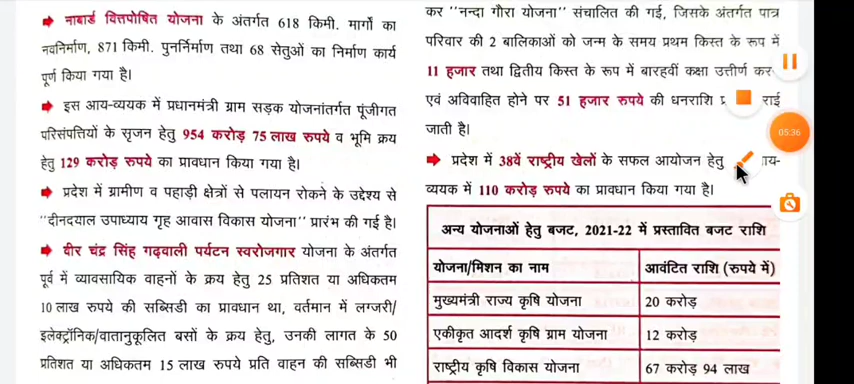 ➡ नाबार्ड वित्तपोषित योजना के अंतर्गत 618 किमी. मार्गों का
नवनिर्माण, 871 किमी. पुनर्निर्माण तथा 68 सेतुओं का निर्माण कार्य
पूर्ण किया गया है।
➡ इस आय-व्ययक में प्रधानमंत्री ग्राम सड़क योजनांतर्गत पूंजीगत
परिसंपत्तियों के सृजन हेतु 954 करोड़ 75 लाख रुपये व भूमि क्रय
हेतु 129 करोड़ रुपये का प्रावधान किया गया है।
➡ प्रदेश में ग्रामीण व पहाड़ी क्षेत्रों से पलायन रोकने के उद्देश्य से
“दीनदयाल उपाध्याय गृह आवास विकास योजना” प्रारंभ की गई है।
➡ वीर चंद्र सिंह गढ़वाली पर्यटन स्वरोजगार योजना के अंतर्गत
पूर्व में व्यावसायिक वाहनों के क्रय हेतु 25 प्रतिशत या अधिकतम
10 लाख रुपये की सब्सिडी का प्रावधान था, वर्तमान में लग्जरी/
इलेक्ट्रॉनिक/वातानुकूलित बसों के क्रय हेतु, उनकी लागत के 50
प्रतिशत या अधिकतम 15 लाख रुपये प्रति वाहन की सब्सिडी भी
कर “नन्दा गौरा योजना” संचालित की गई, जिसके अंतर्गत पात्र
परिवार की 2 बालिकाओं को जन्म के समय प्रथम किस्त के रूप में
11 हजार तथा द्वितीय किस्त के रूप में बारहवीं कक्षा उत्तीर्ण कर
एवं अविवाहित होने पर 51 हजार रुपये की धनराशि
जाती है।
➡ प्रदेश में 38वें राष्ट्रीय खेलों के सफल आयोजन हेतु
व्ययक में 110 करोड़ रुपये का प्रावधान किया गया है।
अन्य योजनाओं हेतु बजट, 2021-22 में प्रस्तावित बजट राशि
योजना/मिशन का नाम आवंटित राशि (रुपये में)
मुख्यमंत्री राज्य कृषि योजना 20 करोड़
एकीकृत आदर्श कृषि ग्राम योजना 12 करोड़
राष्ट्रीय कृषि विकास योजना 67 करोड़ 94 लाख
05:36